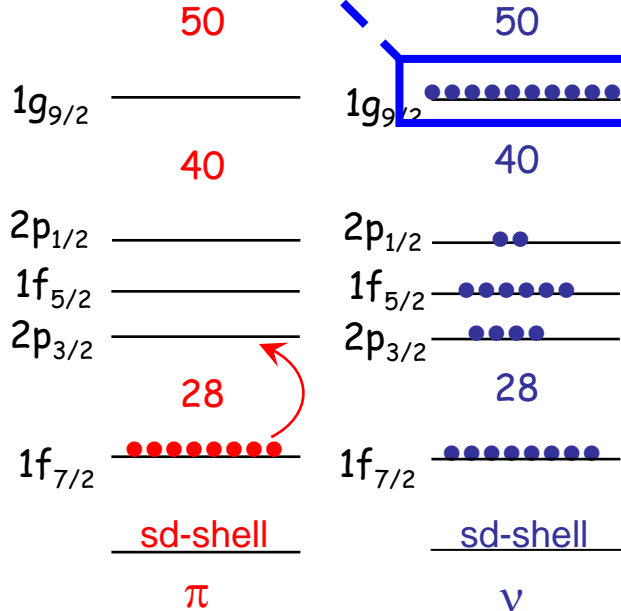 50 50
1g9/2 1g9/2
40 40
2p1/2 2p1/2
1f5/2 1f5/2
2p3/2 2p3/2
28 28
1f7/2 1f7/2
sd-shell sd-shell
π ν